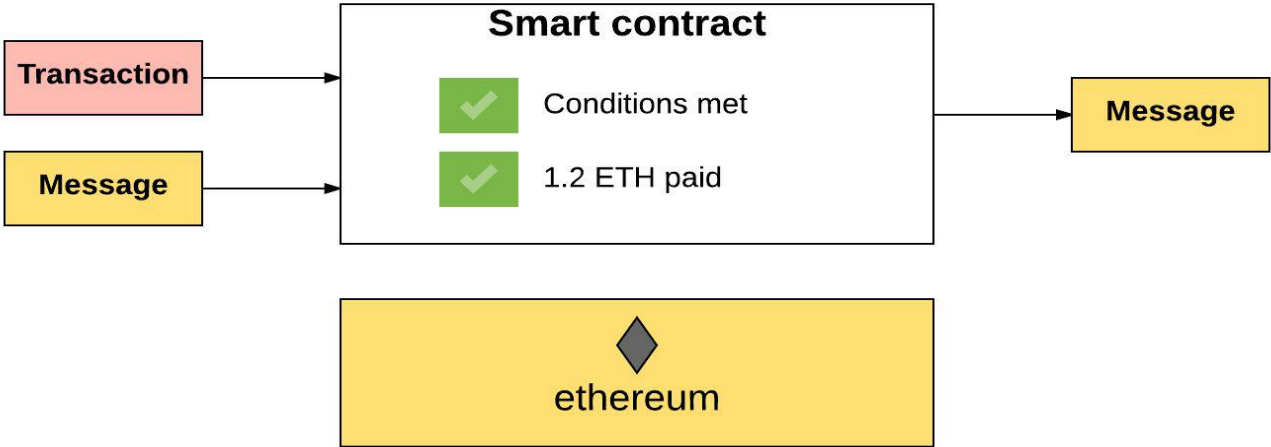 Smart contract
Transaction
Conditions met
Message
Message
1.2 ETH paid
ethereum